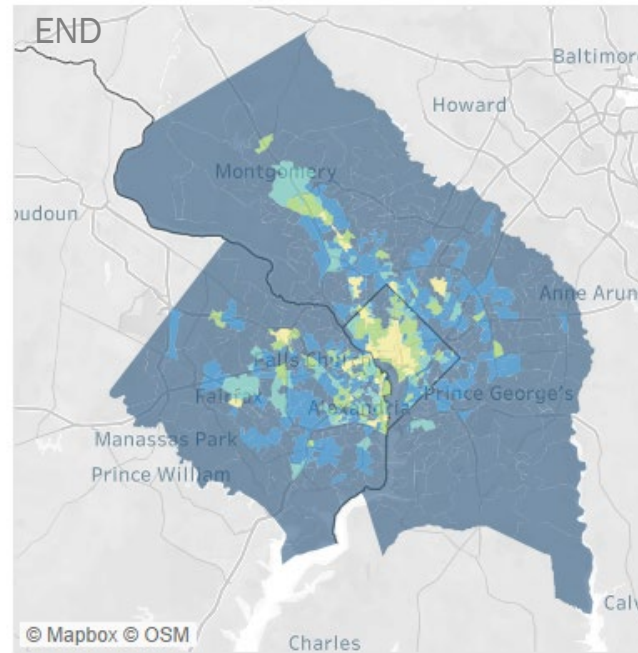 END
Baltimore
Howard
Montgomery
oudoun
Anne Arun
Falls Church
Fairfax
Alexandria
Prince George's
Manassas Park
Prince William
Calv
© Mapbox © OSM
Charles